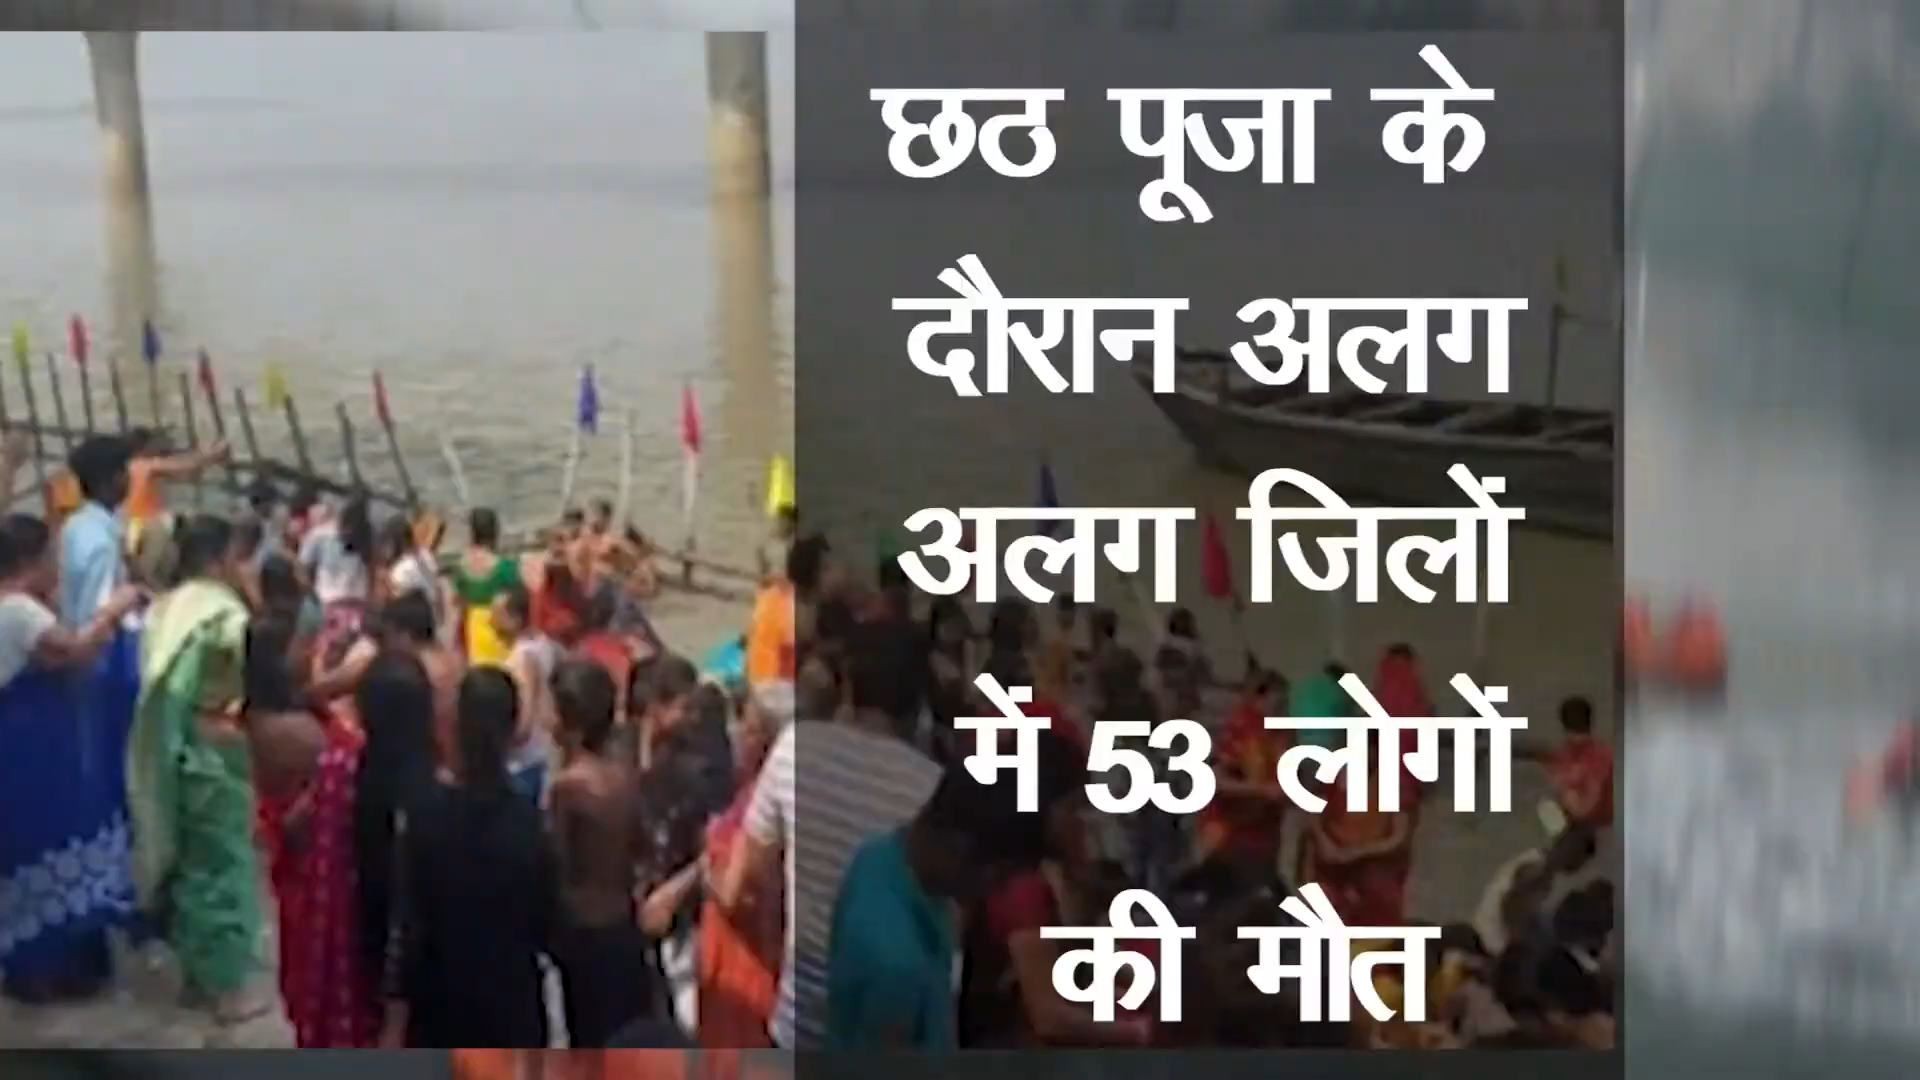 छठ पूजा के
दौरान अलग
अलग जिलों
में 53 लोगों
की मौत